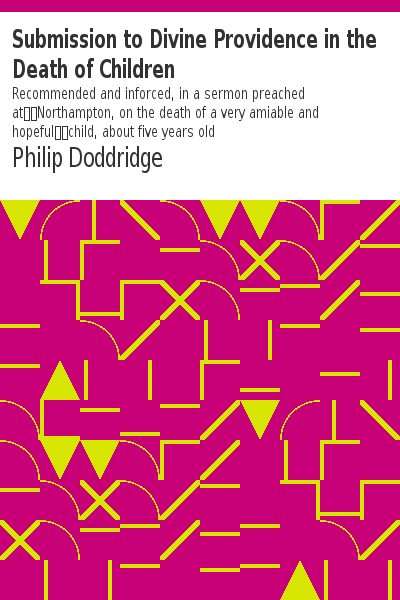 Submission to Divine Providence in the
Death of Children
Recommended and inforced, in a sermon preached
at▯▯Northampton, on the death of a very amiable and
hopeful▯▯child, about five years old
Philip Doddridge